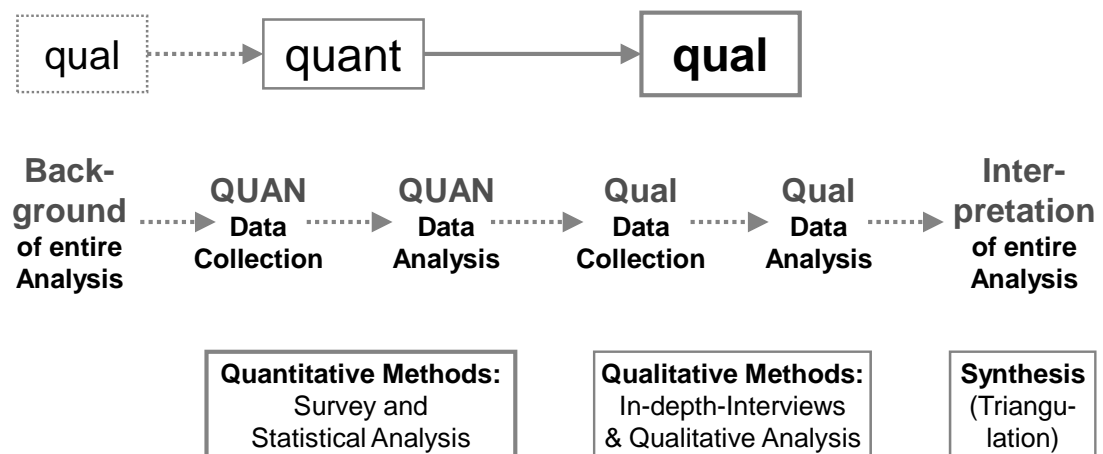 qual
quant
qual
Back-
ground
of entire
Analysis
QUAN
Data
Collection
QUAN
Data
Analysis
Qual
Data
Collection
Qual
Data
Analysis
Inter-
pretation
of entire
Analysis
Quantitative Methods:
Survey and
Statistical Analysis
Qualitative Methods:
In-depth-Interviews
& Qualitative Analysis
Synthesis
(Triangu-
lation)